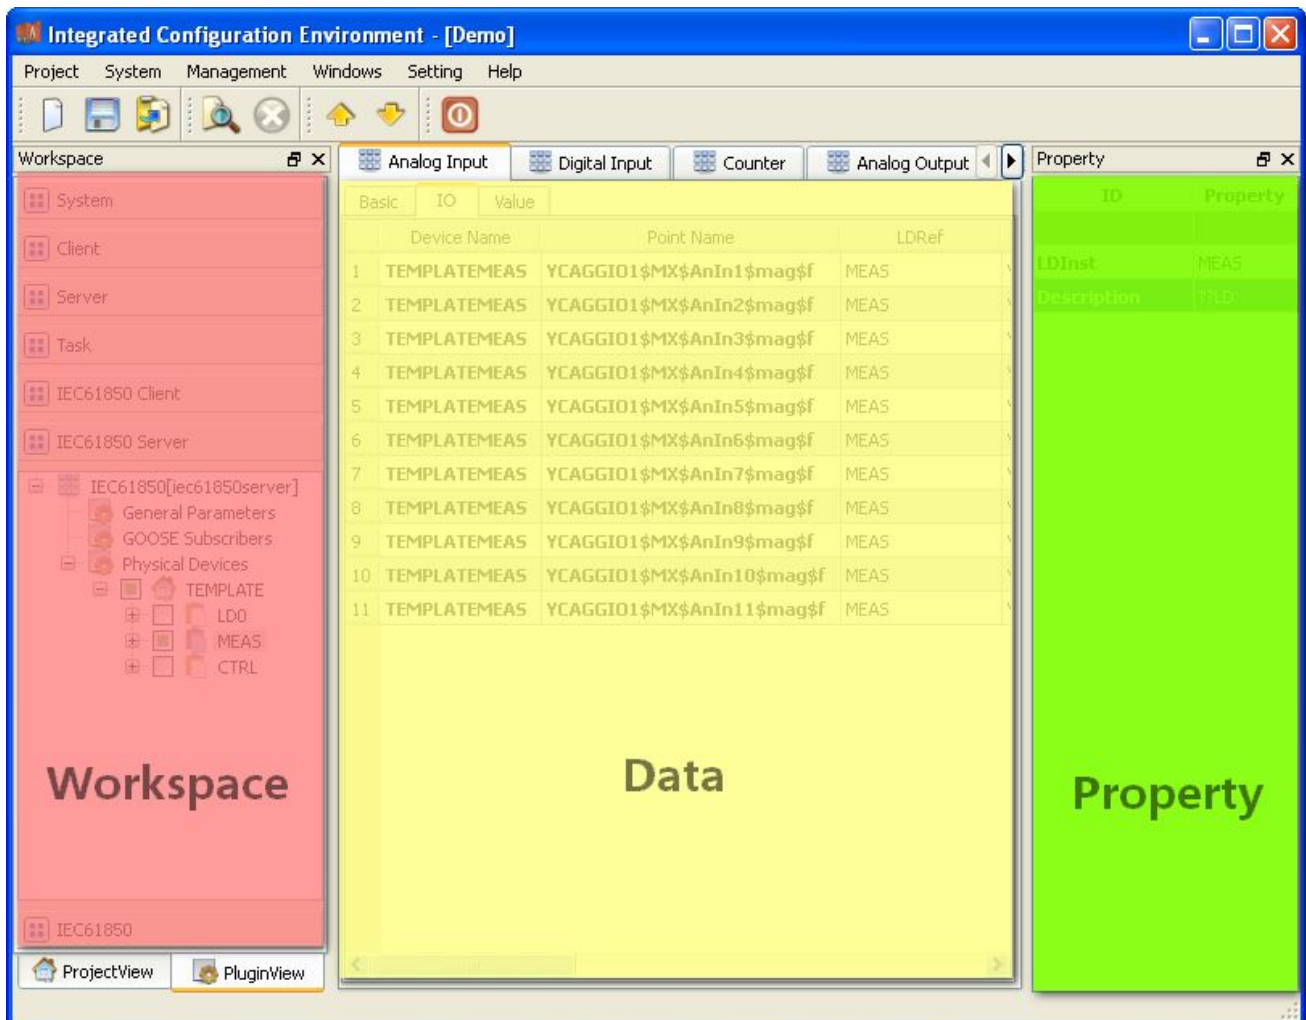 Integrated Configuration Environment - [Demo]
Project System Management Windows Setting Help
Workspace
System
Client
Server
Task
IEC61850 Client
IEC61850 Server
IEC61850[iec61850server]
General Parameters
GOOSE Subscribers
Physical Devices
TEMPLATE
LD0
MEAS
CTRL
Workspace
IEC61850
ProjectView PluginView
Analog Input Digital Input Counter Analog Output
Basic IO Value
Device Name Point Name LDRef
1 TEMPLATEMEAS YCAGGIO1$MX$AnIn1$mag$f MEAS
2 TEMPLATEMEAS YCAGGIO1$MX$AnIn2$mag$f MEAS
3 TEMPLATEMEAS YCAGGIO1$MX$AnIn3$mag$f MEAS
4 TEMPLATEMEAS YCAGGIO1$MX$AnIn4$mag$f MEAS
5 TEMPLATEMEAS YCAGGIO1$MX$AnIn5$mag$f MEAS
6 TEMPLATEMEAS YCAGGIO1$MX$AnIn6$mag$f MEAS
7 TEMPLATEMEAS YCAGGIO1$MX$AnIn7$mag$f MEAS
8 TEMPLATEMEAS YCAGGIO1$MX$AnIn8$mag$f MEAS
9 TEMPLATEMEAS YCAGGIO1$MX$AnIn9$mag$f MEAS
10 TEMPLATEMEAS YCAGGIO1$MX$AnIn10$mag$f MEAS
11 TEMPLATEMEAS YCAGGIO1$MX$AnIn11$mag$f MEAS
Data
Property
ID Property
LDInst MEAS
Description ??LD
Property